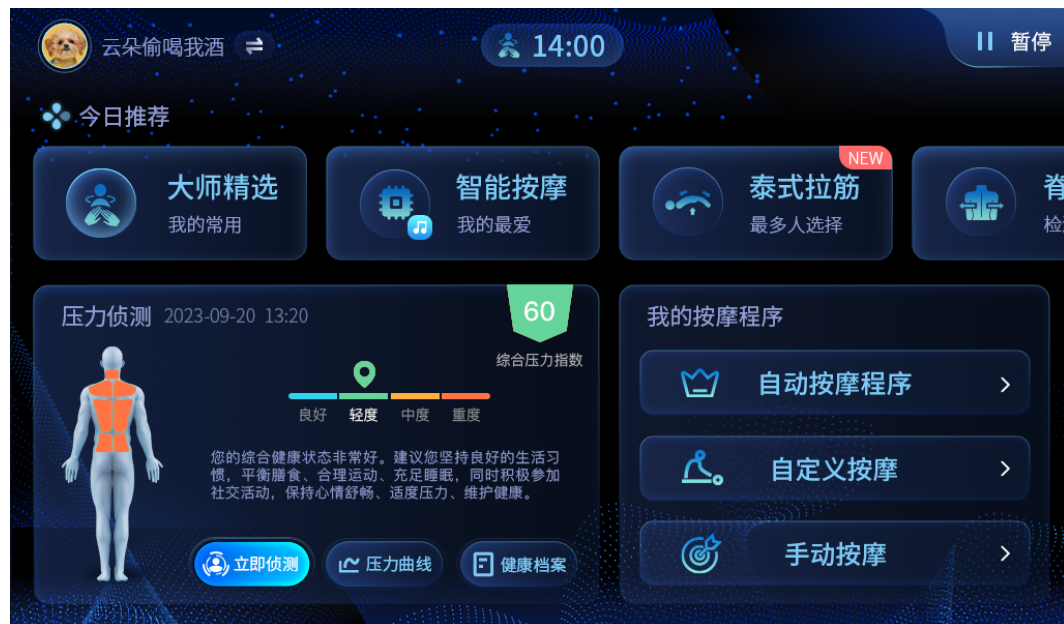 云朵偷喝我酒
14:00
暂停
今日推荐
大师精选
我的常用
智能按摩
我的最爱
NEW
泰式拉筋
最多人选择
脊
检
压力侦测 2023-09-20 13:20
60
综合压力指数
良好 轻度 中度 重度
您的综合健康状态非常好。建议您坚持良好的生活习
惯，平衡膳食、合理运动、充足睡眠，同时积极参加
社交活动，保持心情舒畅、适度压力、维护健康。
立即侦测
压力曲线
健康档案
我的按摩程序
自动按摩程序
自定义按摩
手动按摩